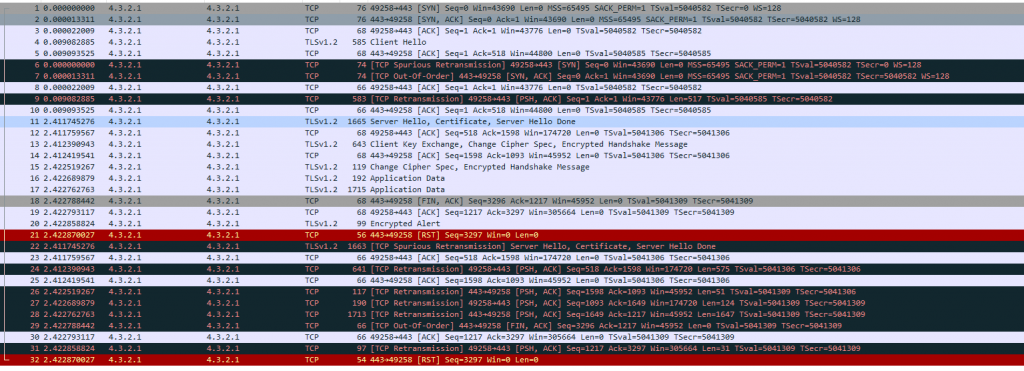 1 0.000000000 4.3.2.1 4.3.2.1 TCP 76 49258→443 [SYN] Seq=0 Win=43690 Len=0 MSS=65495 SACK_PERM=1 TSval=5040582 TSecr=0 WS=128
2 0.000013311 4.3.2.1 4.3.2.1 TCP 76 443→49258 [SYN, ACK] Seq=0 Ack=1 Win=43690 Len=0 MSS=65495 SACK_PERM=1 TSval=5040582 TSecr=5040582 WS=128
3 0.000022009 4.3.2.1 4.3.2.1 TCP 68 49258→443 [ACK] Seq=1 Ack=1 Win=43776 Len=0 TSval=5040582 TSecr=5040582
4 0.009082885 4.3.2.1 4.3.2.1 TLSv1.2 585 Client Hello
5 0.009093525 4.3.2.1 4.3.2.1 TCP 68 443→49258 [ACK] Seq=1 Ack=518 Win=44800 Len=0 TSval=5040585 TSecr=5040585
6 0.000000000 4.3.2.1 4.3.2.1 TCP 74 [TCP Spurious Retransmission] 49258→443 [SYN] Seq=0 Win=43690 Len=0 MSS=65495 SACK_PERM=1 TSval=5040582 TSecr=0 WS=128
7 0.000013311 4.3.2.1 4.3.2.1 TCP 74 [TCP Out-Of-Order] 443→49258 [SYN, ACK] Seq=0 Ack=1 Win=43690 Len=0 MSS=65495 SACK_PERM=1 TSval=5040582 TSecr=5040582 WS=128
8 0.000022009 4.3.2.1 4.3.2.1 TCP 66 49258→443 [ACK] Seq=1 Ack=1 Win=43776 Len=0 TSval=5040582 TSecr=5040582
9 0.009082885 4.3.2.1 4.3.2.1 TCP 583 [TCP Retransmission] 49258→443 [PSH, ACK] Seq=1 Ack=1 Win=43776 Len=517 TSval=5040585 TSecr=5040582
10 0.009093525 4.3.2.1 4.3.2.1 TCP 66 443→49258 [ACK] Seq=1 Ack=518 Win=44800 Len=0 TSval=5040585 TSecr=5040585
11 2.411745276 4.3.2.1 4.3.2.1 TLSv1.2 1665 Server Hello, Certificate, Server Hello Done
12 2.411759567 4.3.2.1 4.3.2.1 TCP 68 49258→443 [ACK] Seq=518 Ack=1598 Win=174720 Len=0 TSval=5041306 TSecr=5041306
13 2.412390943 4.3.2.1 4.3.2.1 TLSv1.2 643 Client Key Exchange, Change Cipher Spec, Encrypted Handshake Message
14 2.412419541 4.3.2.1 4.3.2.1 TCP 68 443→49258 [ACK] Seq=1598 Ack=1093 Win=45952 Len=0 TSval=5041306 TSecr=5041306
15 2.422519267 4.3.2.1 4.3.2.1 TLSv1.2 119 Change Cipher Spec, Encrypted Handshake Message
16 2.422689879 4.3.2.1 4.3.2.1 TLSv1.2 192 Application Data
17 2.422762763 4.3.2.1 4.3.2.1 TLSv1.2 1715 Application Data
18 2.422788442 4.3.2.1 4.3.2.1 TCP 68 443→49258 [FIN, ACK] Seq=3296 Ack=1217 Win=45952 Len=0 TSval=5041309 TSecr=5041309
19 2.422793117 4.3.2.1 4.3.2.1 TCP 68 49258→443 [ACK] Seq=1217 Ack=3297 Win=305664 Len=0 TSval=5041309 TSecr=5041309
20 2.422858824 4.3.2.1 4.3.2.1 TLSv1.2 99 Encrypted Alert
21 2.422870027 4.3.2.1 4.3.2.1 TCP 56 443→49258 [RST] Seq=3297 Win=0 Len=0
22 2.411745276 4.3.2.1 4.3.2.1 TLSv1.2 1663 [TCP Spurious Retransmission] Server Hello, Certificate, Server Hello Done
23 2.411759567 4.3.2.1 4.3.2.1 TCP 66 49258→443 [ACK] Seq=518 Ack=1598 Win=174720 Len=0 TSval=5041306 TSecr=5041306
24 2.412390943 4.3.2.1 4.3.2.1 TCP 641 [TCP Retransmission] 49258→443 [PSH, ACK] Seq=518 Ack=1598 Win=174720 Len=575 TSval=5041306 TSecr=5041306
25 2.412419541 4.3.2.1 4.3.2.1 TCP 66 443→49258 [ACK] Seq=1598 Ack=1093 Win=45952 Len=0 TSval=5041306 TSecr=5041306
26 2.422519267 4.3.2.1 4.3.2.1 TCP 117 [TCP Retransmission] 443→49258 [PSH, ACK] Seq=1598 Ack=1093 Win=45952 Len=51 TSval=5041309 TSecr=5041306
27 2.422689879 4.3.2.1 4.3.2.1 TCP 190 [TCP Retransmission] 49258→443 [PSH, ACK] Seq=1093 Ack=1649 Win=174720 Len=124 TSval=5041309 TSecr=5041309
28 2.422762763 4.3.2.1 4.3.2.1 TCP 1713 [TCP Retransmission] 443→49258 [PSH, ACK] Seq=1649 Ack=1217 Win=45952 Len=1647 TSval=5041309 TSecr=5041309
29 2.422788442 4.3.2.1 4.3.2.1 TCP 66 [TCP Out-Of-Order] 443→49258 [FIN, ACK] Seq=3296 Ack=1217 Win=45952 Len=0 TSval=5041309 TSecr=5041309
30 2.422793117 4.3.2.1 4.3.2.1 TCP 66 49258→443 [ACK] Seq=1217 Ack=3297 Win=305664 Len=0 TSval=5041309 TSecr=5041309
31 2.422858824 4.3.2.1 4.3.2.1 TCP 97 [TCP Retransmission] 49258→443 [PSH, ACK] Seq=1217 Ack=3297 Win=305664 Len=31 TSval=5041309 TSecr=5041309
32 2.422870027 4.3.2.1 4.3.2.1 TCP 54 443→49258 [RST] Seq=3297 Win=0 Len=0